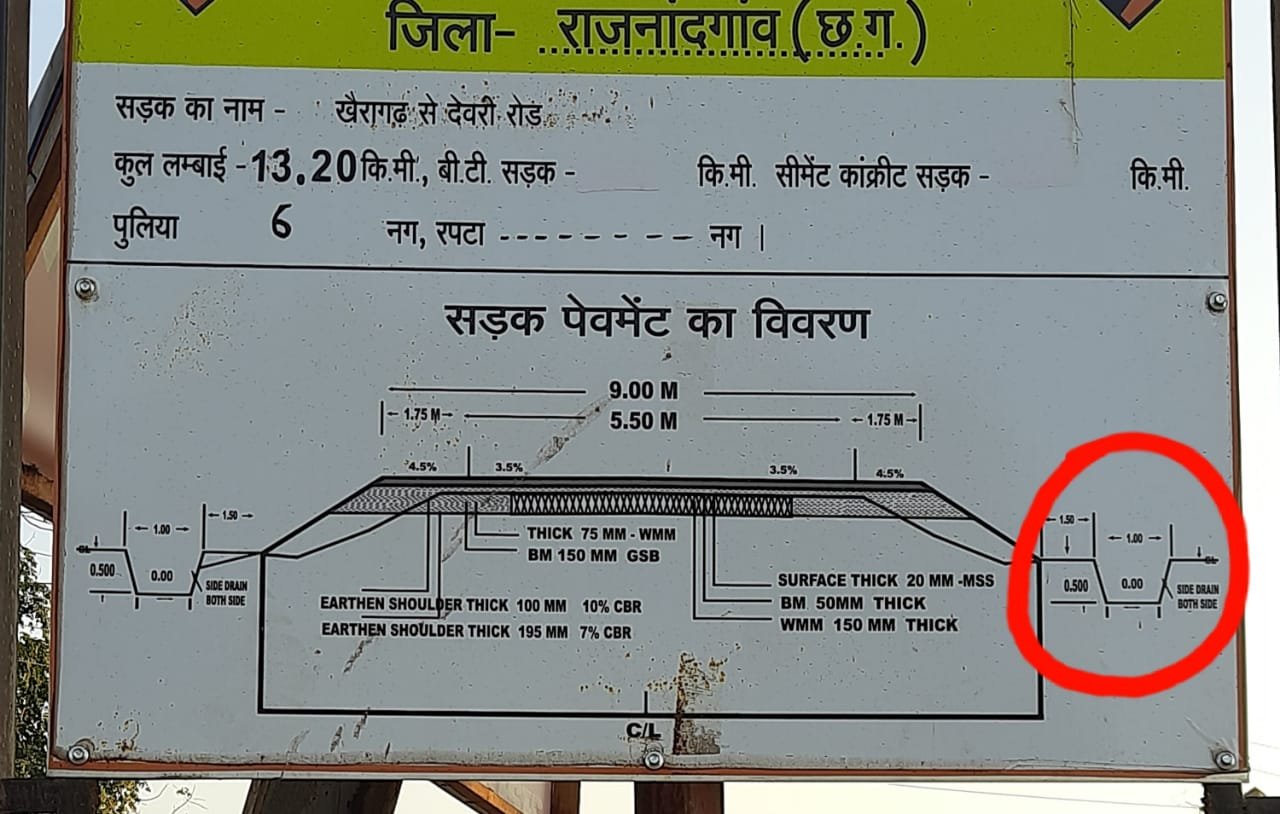 जिला- राजनांदगांव (छ.ग.)
सड़क का नाम - खैरागढ़ से देवरी रोड
कुल लम्बाई -13.20 कि.मी., बी.टी. सड़क - कि.मी. सीमेंट कांक्रीट सड़क - कि.मी.
पुलिया 6 नग, रपटा -------- नग |
सड़क पेवमेंट का विवरण
9.00 M
1.75 M 5.50 M 1.75 M
4.5% 3.5% 3.5% 4.5%
1.00 1.50
GL 0.500 0.00 SIDE DRAIN
BOTH SIDE
THICK 75 MM - WMM
BM 150 MM GSB
EARTHEN SHOULDER THICK 100 MM 10% CBR
EARTHEN SHOULDER THICK 195 MM 7% CBR
SURFACE THICK 20 MM -MSS
BM 50MM THICK
WMM 150 MM THICK
1.50 1.00
0.500 0.00 GL SIDE DRAIN
BOTH SIDE
C/L